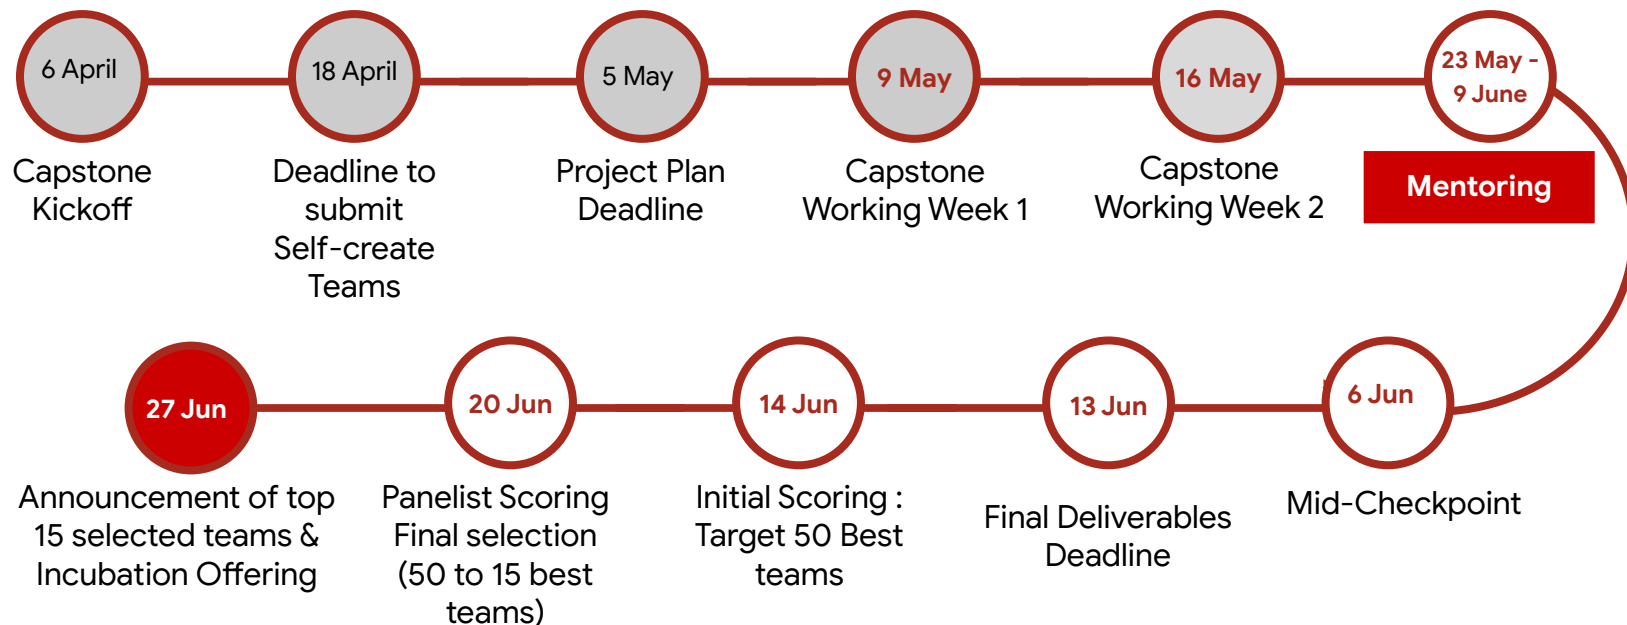 6 April
Capstone
Kickoff
18 April
Deadline to
submit
Self-create
Teams
5 May
Project Plan
Deadline
9 May
Capstone
Working Week 1
16 May
Capstone
Working Week 2
23 May -
9 June
Mentoring
6 Jun
Mid-Checkpoint
13 Jun
Final Deliverables
Deadline
14 Jun
Initial Scoring :
Target 50 Best
teams
20 Jun
Panelist Scoring
Final selection
(50 to 15 best
teams)
27 Jun
Announcement of top
15 selected teams &
Incubation Offering